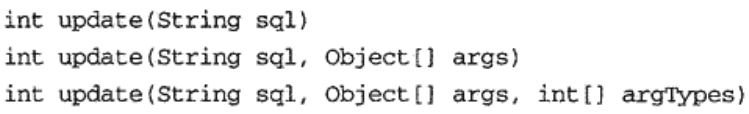 int update(String sql)
int update(String sql, Object[] args)
int update(String sql, Object[] args, int[] argTypes)